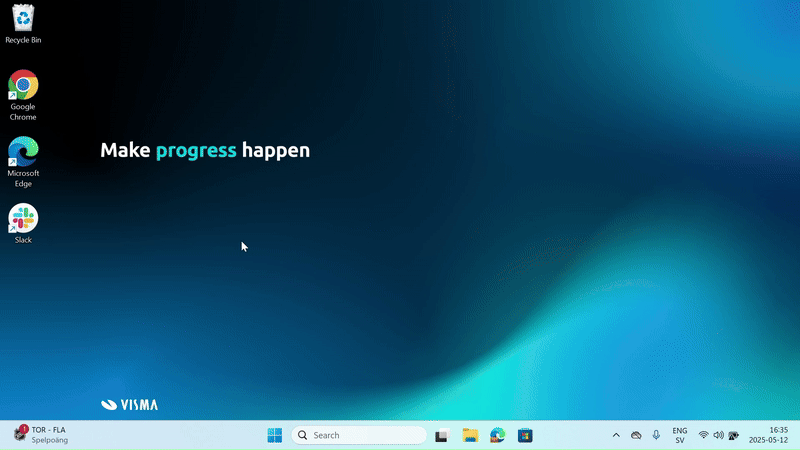 Recycle Bin
Google
Chrome
Microsoft
Edge
Slack
Make progress happen
VISMA
1
TOR - FLA
Spelpoäng
Search
ENG
SV
16:35
2025-05-12